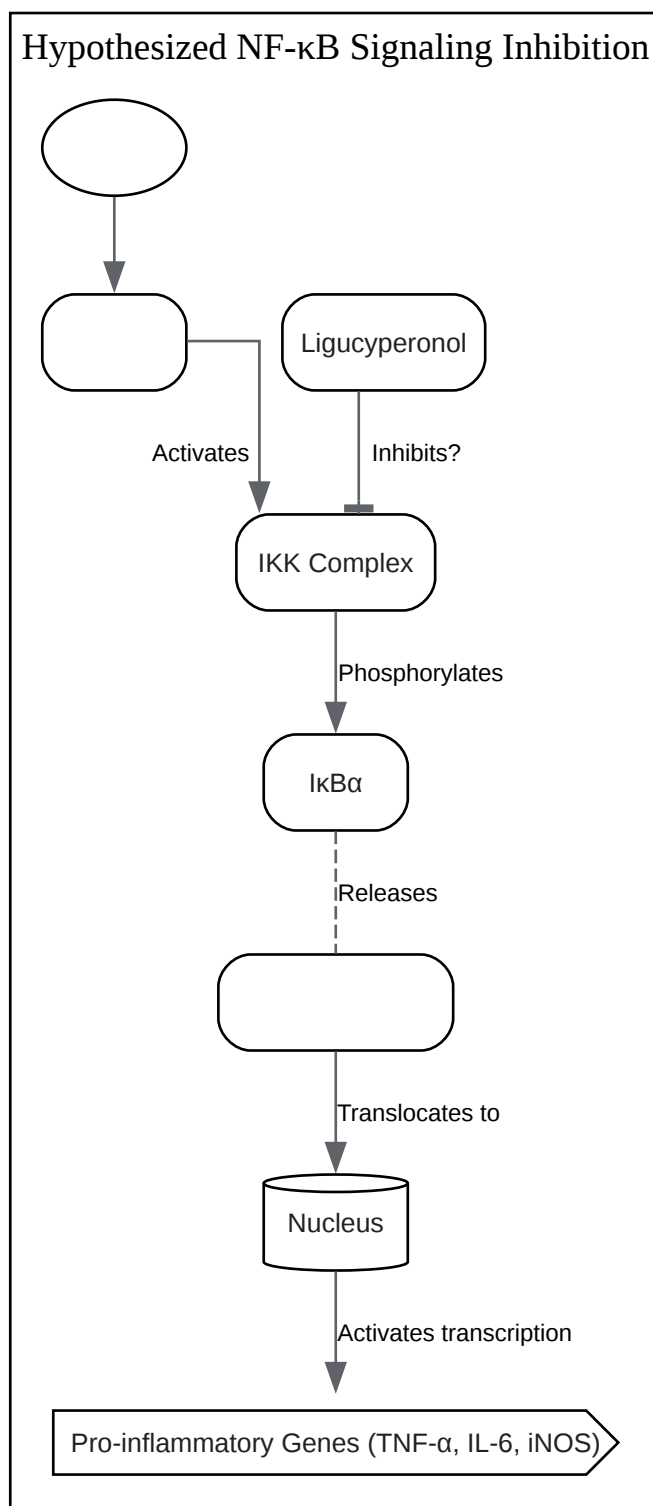 Hypothesized NF-κB Signaling Inhibition
Ligucyperonol
Activates
Inhibits?
IKK Complex
Phosphorylates
IκBα
Releases
Translocates to
Nucleus
Activates transcription
Pro-inflammatory Genes (TNF-α, IL-6, iNOS)